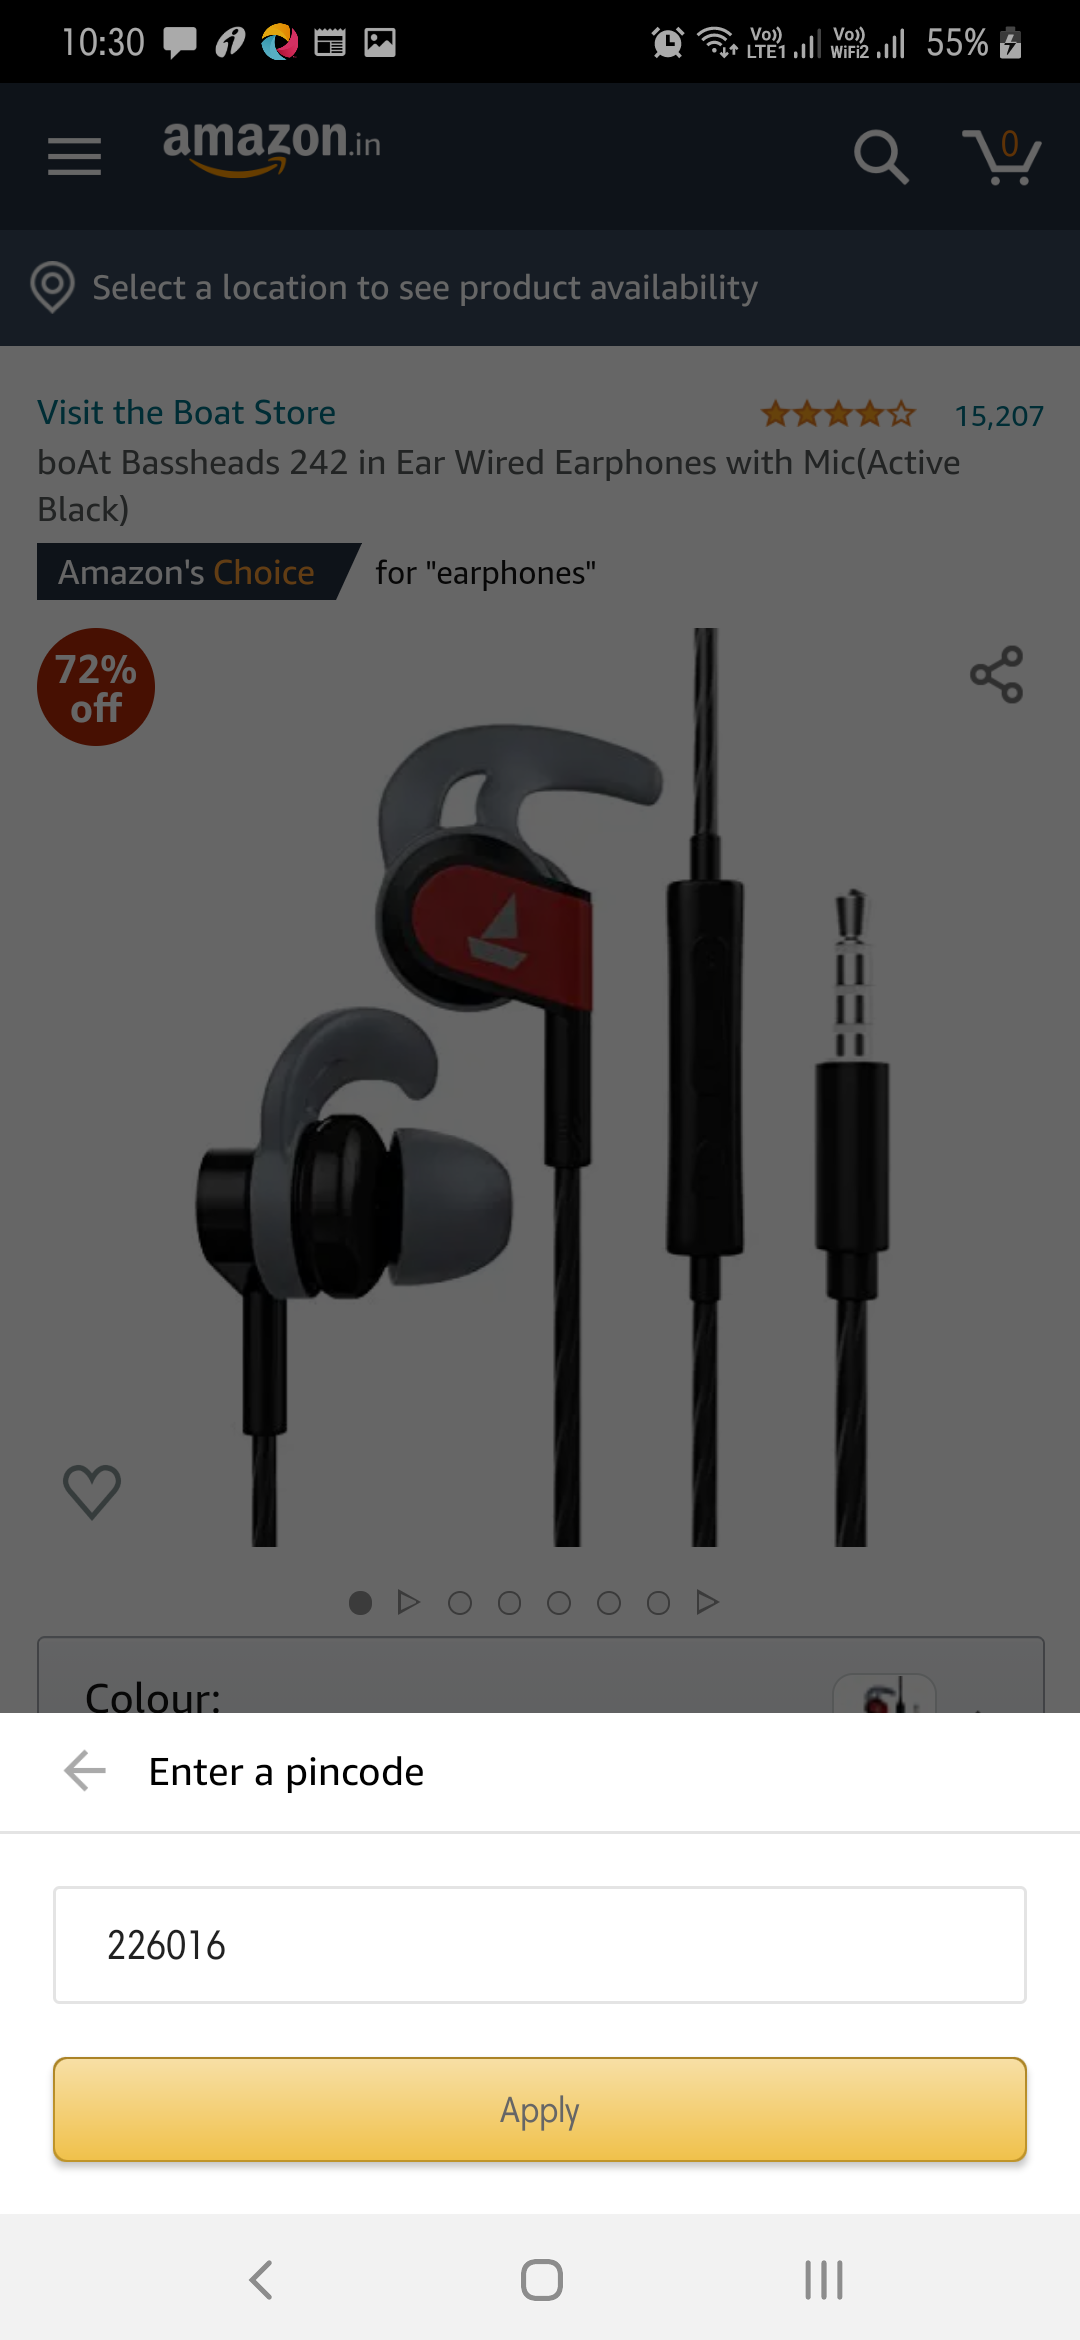 10:30
Vo)) LTE1 Vo)) WiFi2 55%
amazon.in
0
Select a location to see product availability
Visit the Boat Store 15,207
boAt Bassheads 242 in Ear Wired Earphones with Mic(Active
Black)
Amazon's Choice for "earphones"
72%
off
Colour:
Enter a pincode
226016
Apply